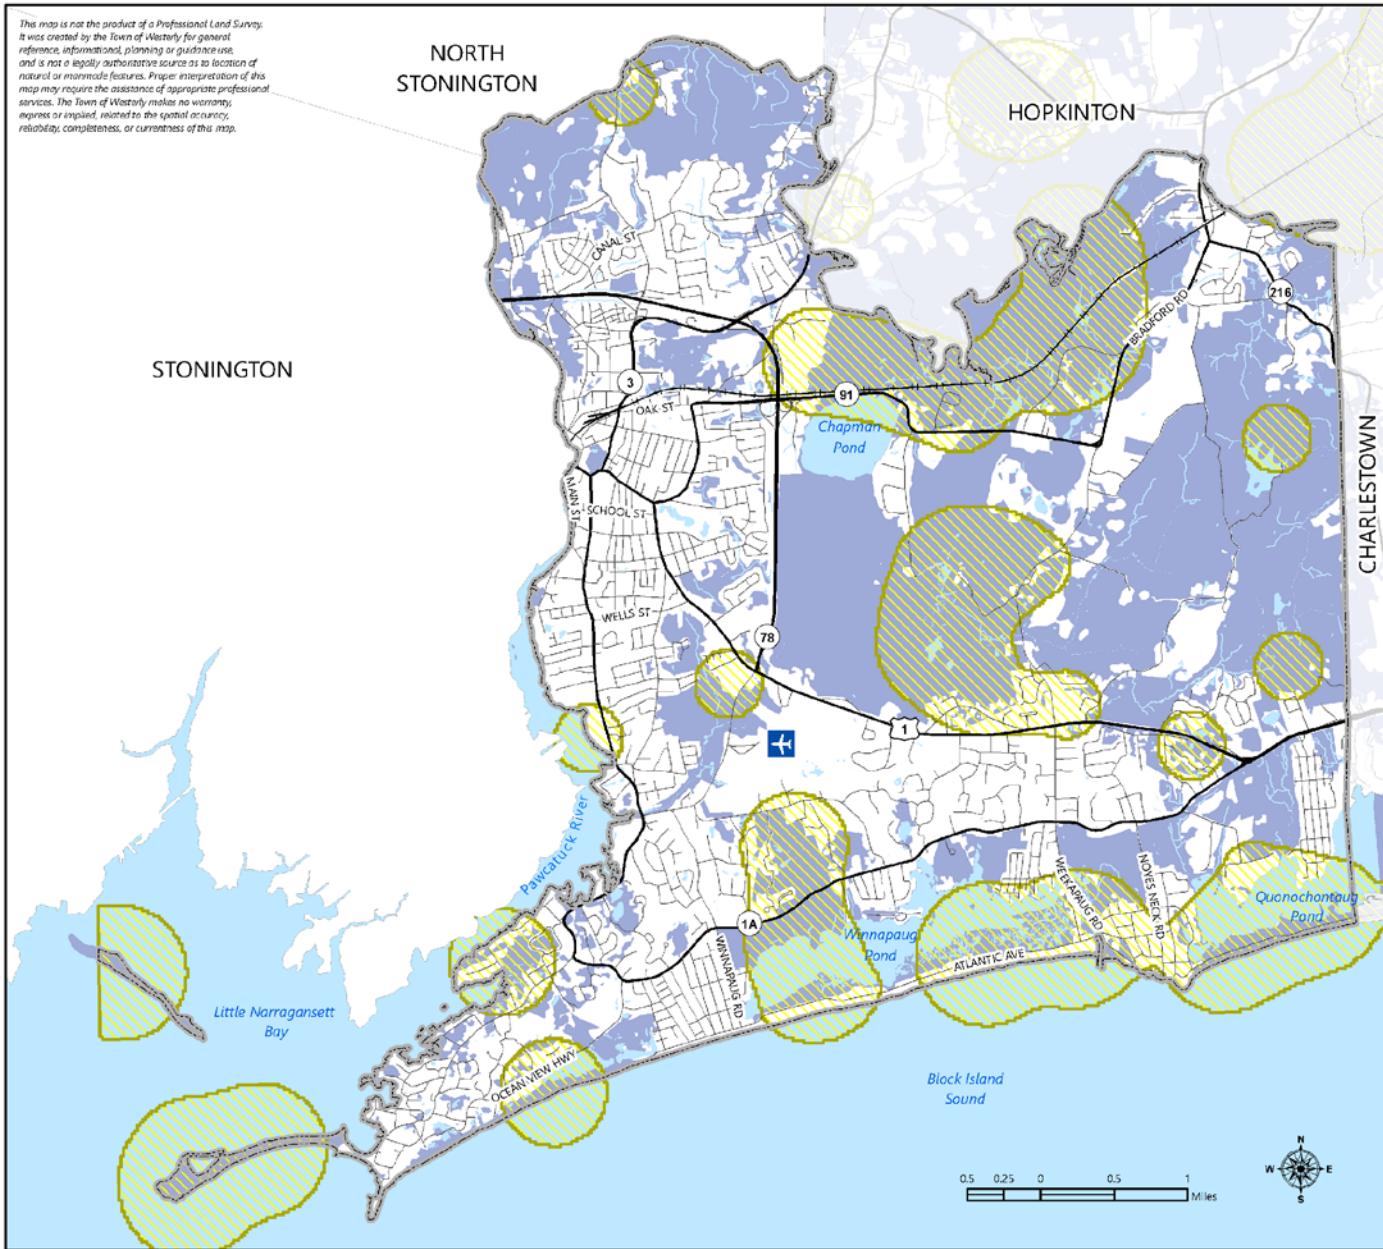 This map is not the product of a Professional Land Survey.
It was created by the Town of Westerly for general
reference, informational, planning or guidance use,
and is not a legally authoritative source as to location of
natural or manmade features. Proper interpretation of this
map may require the assistance of appropriate professional
services. The Town of Westerly makes no warranty,
express or implied, related to the spatial accuracy,
reliability, completeness, or currentness of this map.
NORTH
STONINGTON
HOPKINTON
CANAL ST
216
BRADFORD RD
STONINGTON
3
91
OAK ST
Chapman
Pond
CHARLESTOWN
MAIN ST
SCHOOL ST
WELLS ST
78
1
Pawcatuck River
WEEKAPAUG RD
NOYES NECK RD
Quonochontaug
Pond
1A
Winnapaug
Pond
WINNAPAUG RD
ATLANTIC AVE
Little Narragansett
Bay
OCEAN VIEW HWY
Block Island
Sound
N
W
E
S
0.5
0.25
0
0.5
1
Miles